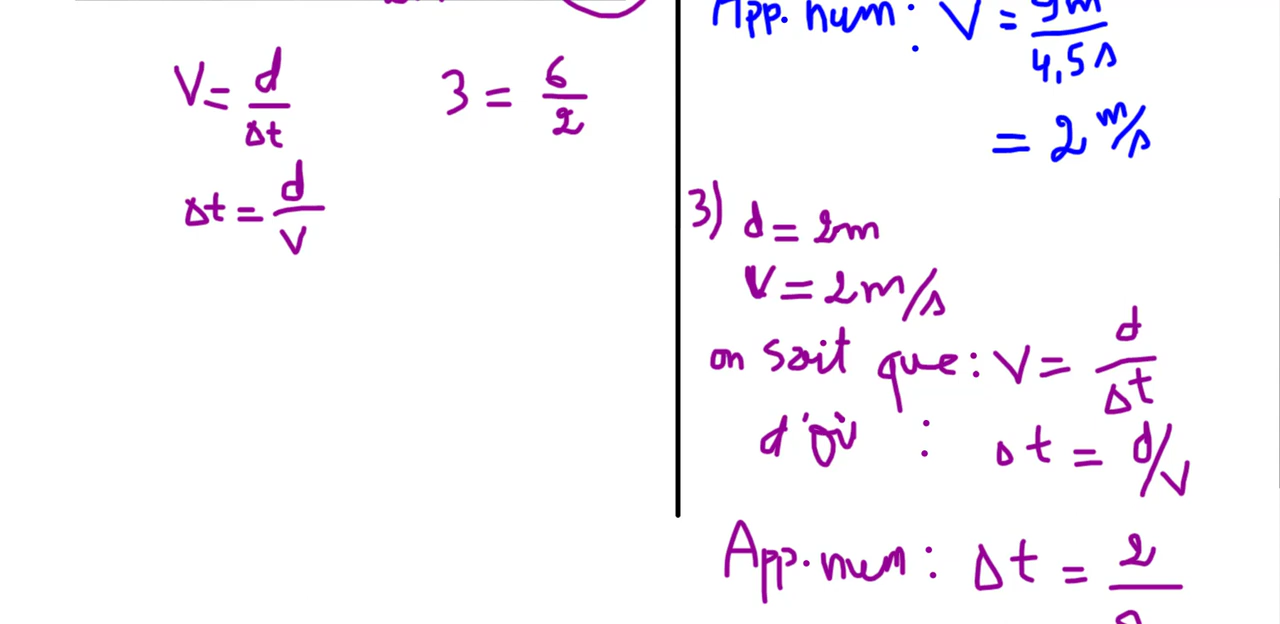 V = d/Δt
3 = 6/2
Δt = d/V
App. num : V = 9m/4,5s
= 2 m/s
3) d = 2m
V = 2m/s
on sait que : V = d/Δt
d'où : Δt = d/V
App. num : Δt = 2